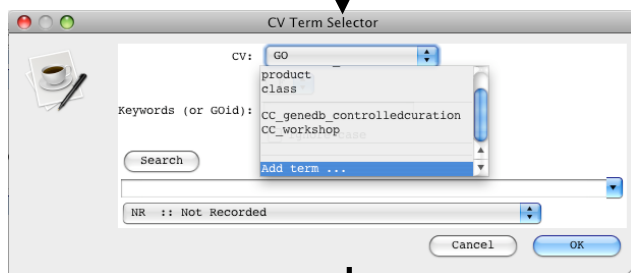 CV Term Selector
CV: GO
product
class
Keywords (or GOid):
CC_genedb_controlledcuration
CC_workshop
Search
Add term ...
NR :: Not Recorded
Cancel OK